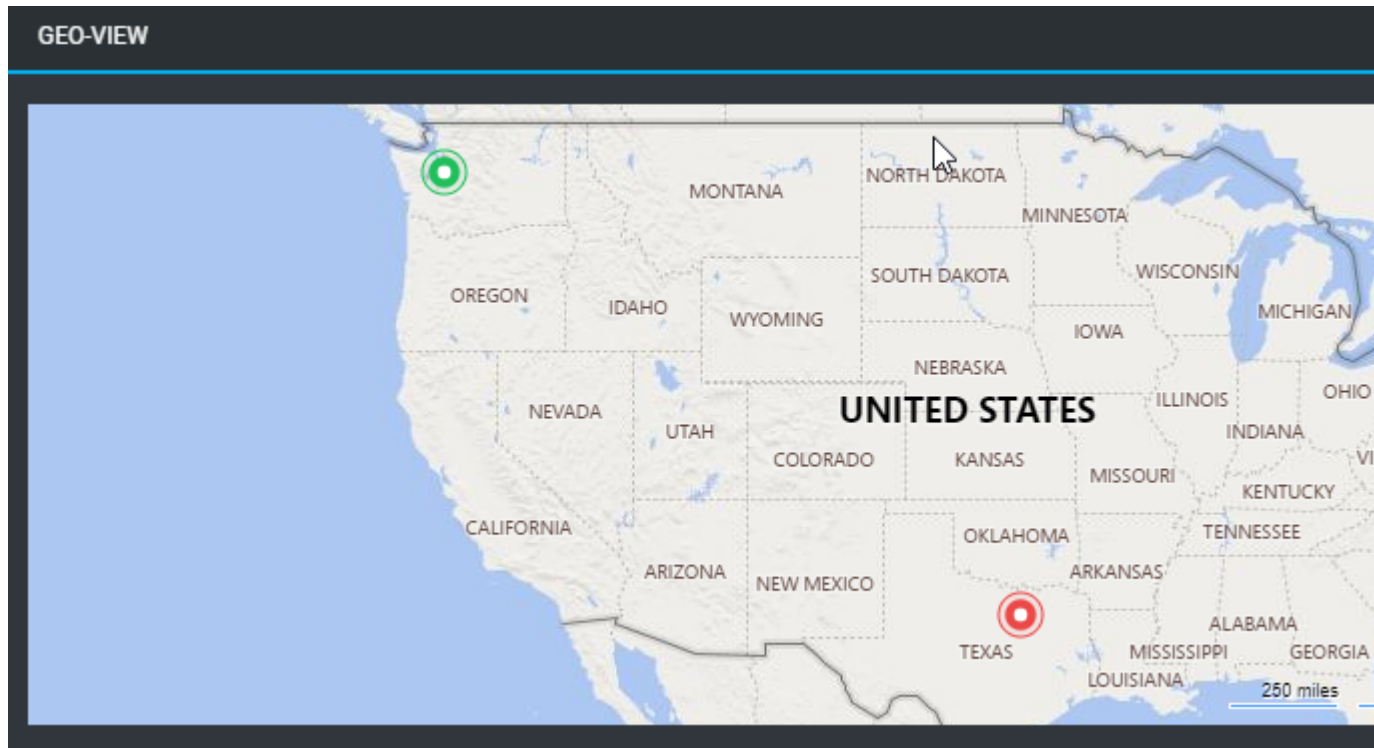 GEO-VIEW
MONTANA
NORTH DAKOTA
MINNESOTA
OREGON
IDAHO
WYOMING
SOUTH DAKOTA
WISCONSIN
MICHIGAN
IOWA
NEBRASKA
NEVADA
UTAH
UNITED STATES
ILLINOIS
OHIO
INDIANA
COLORADO
KANSAS
MISSOURI
VI
KENTUCKY
CALIFORNIA
OKLAHOMA
TENNESSEE
ARIZONA
NEW MEXICO
ARKANSAS
ALABAMA
TEXAS
MISSISSIPPI
GEORGIA
LOUISIANA
250 miles